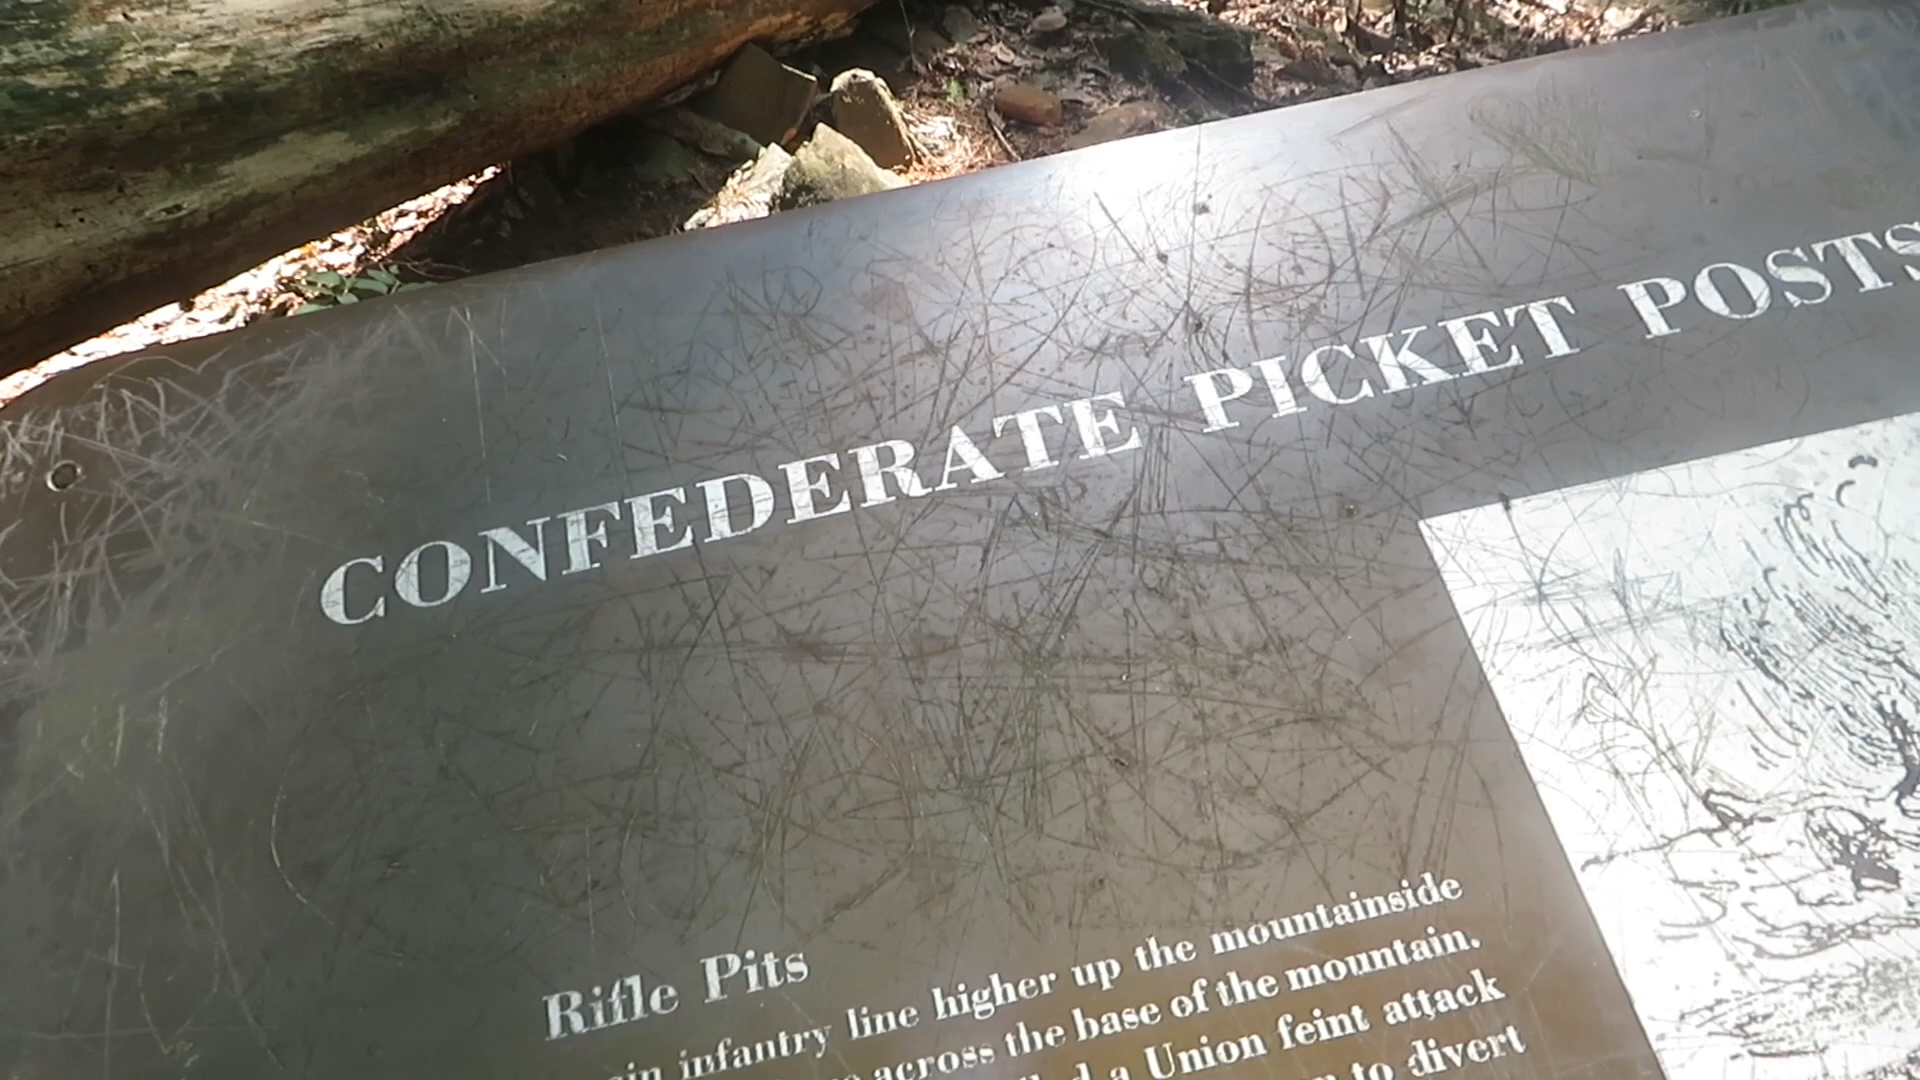 CONFEDERATE PICKET POSTS
Rifle Pits
infantry line higher up the mountainside
across the base of the mountain.
a Union feint attack
to divert